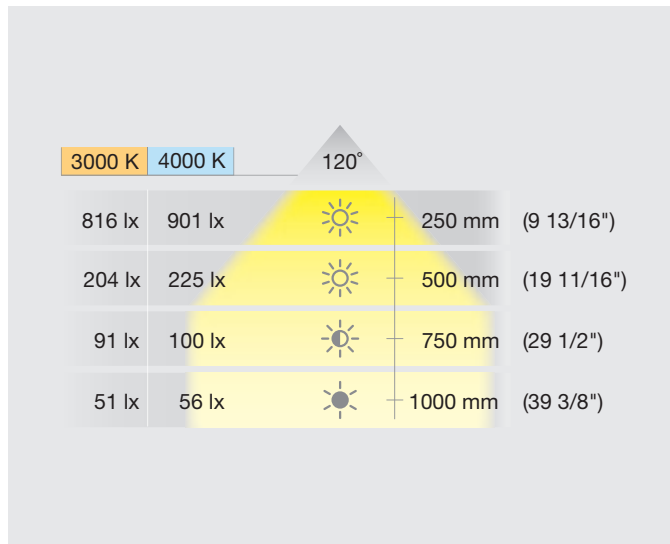 3000 K 4000 K 120°
816 lx 901 lx 250 mm (9 13/16")
204 lx 225 lx 500 mm (19 11/16")
91 lx 100 lx 750 mm (29 1/2")
51 lx 56 lx 1000 mm (39 3/8")